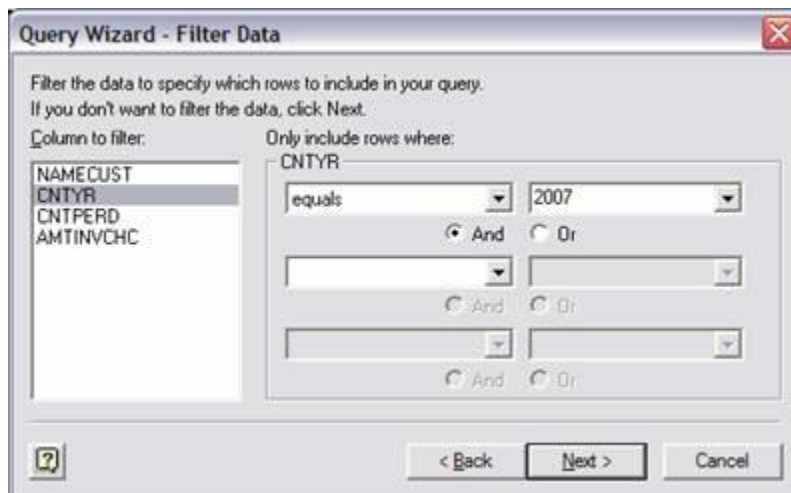 Query Wizard - Filter Data
Filter the data to specify which rows to include in your query.
If you don't want to filter the data, click Next.
Column to filter:
Only include rows where:
NAMECUST
CNTYR
CNTPERD
AMTINVCHC
CNTYR
equals
2007
And
Or
And
Or
And
Or
?
< Back
Next >
Cancel